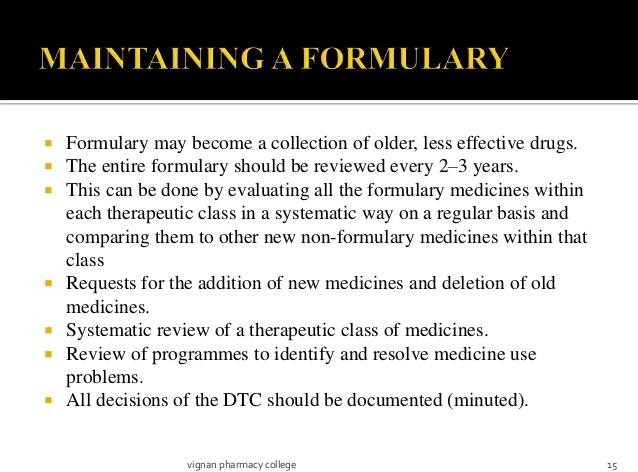 MAINTAINING A FORMULARY
Formulary may become a collection of older, less effective drugs.
The entire formulary should be reviewed every 2–3 years.
This can be done by evaluating all the formulary medicines within
each therapeutic class in a systematic way on a regular basis and
comparing them to other new non-formulary medicines within that
class
Requests for the addition of new medicines and deletion of old
medicines.
Systematic review of a therapeutic class of medicines.
Review of programmes to identify and resolve medicine use
problems.
All decisions of the DTC should be documented (minuted).
vignan pharmacy college 15